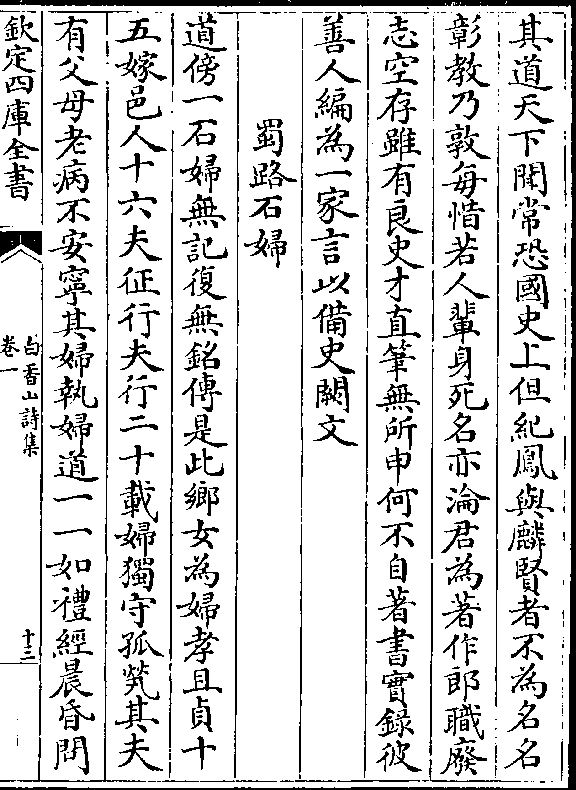 其道天下聞常恐國史上但紀鳳與麟賢者不為名名
彰教乃敦每惜若人輩身死名亦淪君為著作郎職廢
志空存雖有良史才直筆無所申何不自著書實錄彼
善人編為一家言以備史闕文
蜀路石婦
道傍一石婦無記復無銘傳是此鄉女為婦孝且貞十
五嫁邑人十六夫征行夫行二十載婦獨守孤煢其夫
有父母老病不安寧其婦執婦道一一如禮經晨昏問
欽定四庫全書
白香山詩集
卷一
十三